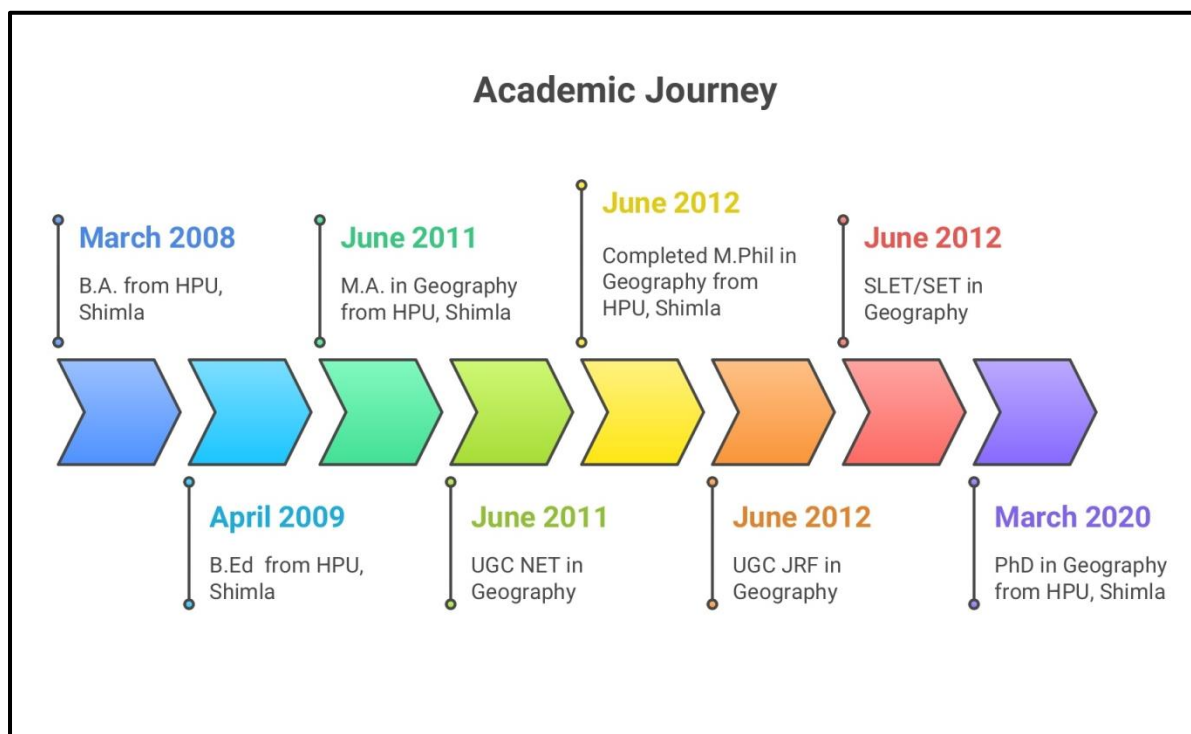 Academic Journey
March 2008
B.A. from HPU,
Shimla
April 2009
B.Ed  from HPU,
Shimla
June 2011
M.A. in Geography
from HPU, Shimla
June 2011
UGC NET in
Geography
June 2012
Completed M.Phil in
Geography from
HPU, Shimla
June 2012
UGC JRF in
Geography
June 2012
SLET/SET in
Geography
March 2020
PhD in Geography
from HPU, Shimla